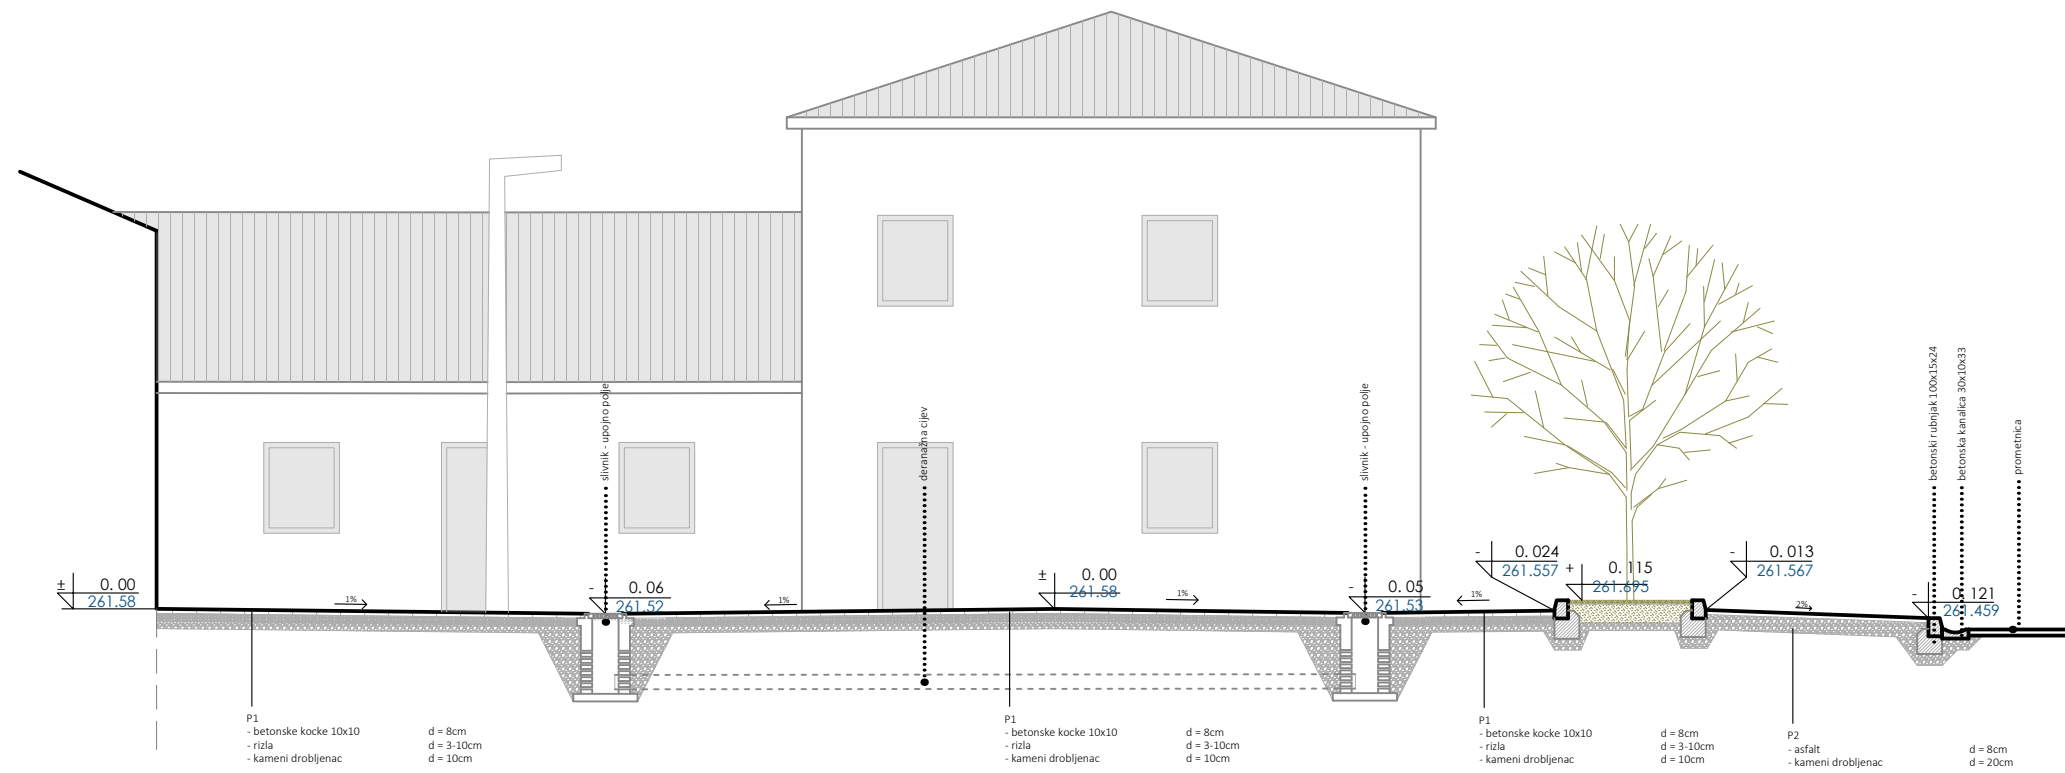 slivnik - upojno polje
deranažna cijev
slivnik - upojno polje
betonski rubnjak 100x15x24
betonska kanalica 30x10x33
prometnica
± 0.00
261.58
1%
- 0.06
261.52
1%
± 0.00
261.58
1%
- 0.05
261.53
1%
- 0.024
261.557
+ 0.115
261.695
- 0.013
261.567
2%
- 0.121
261.459
P1
- betonske kocke 10x10 d = 8cm
- rizla d = 3-10cm
- kameni drobljenac d = 10cm
P1
- betonske kocke 10x10 d = 8cm
- rizla d = 3-10cm
- kameni drobljenac d = 10cm
P1
- betonske kocke 10x10 d = 8cm
- rizla d = 3-10cm
- kameni drobljenac d = 10cm
P2
- asfalt d = 8cm
- kameni drobljenac d = 20cm